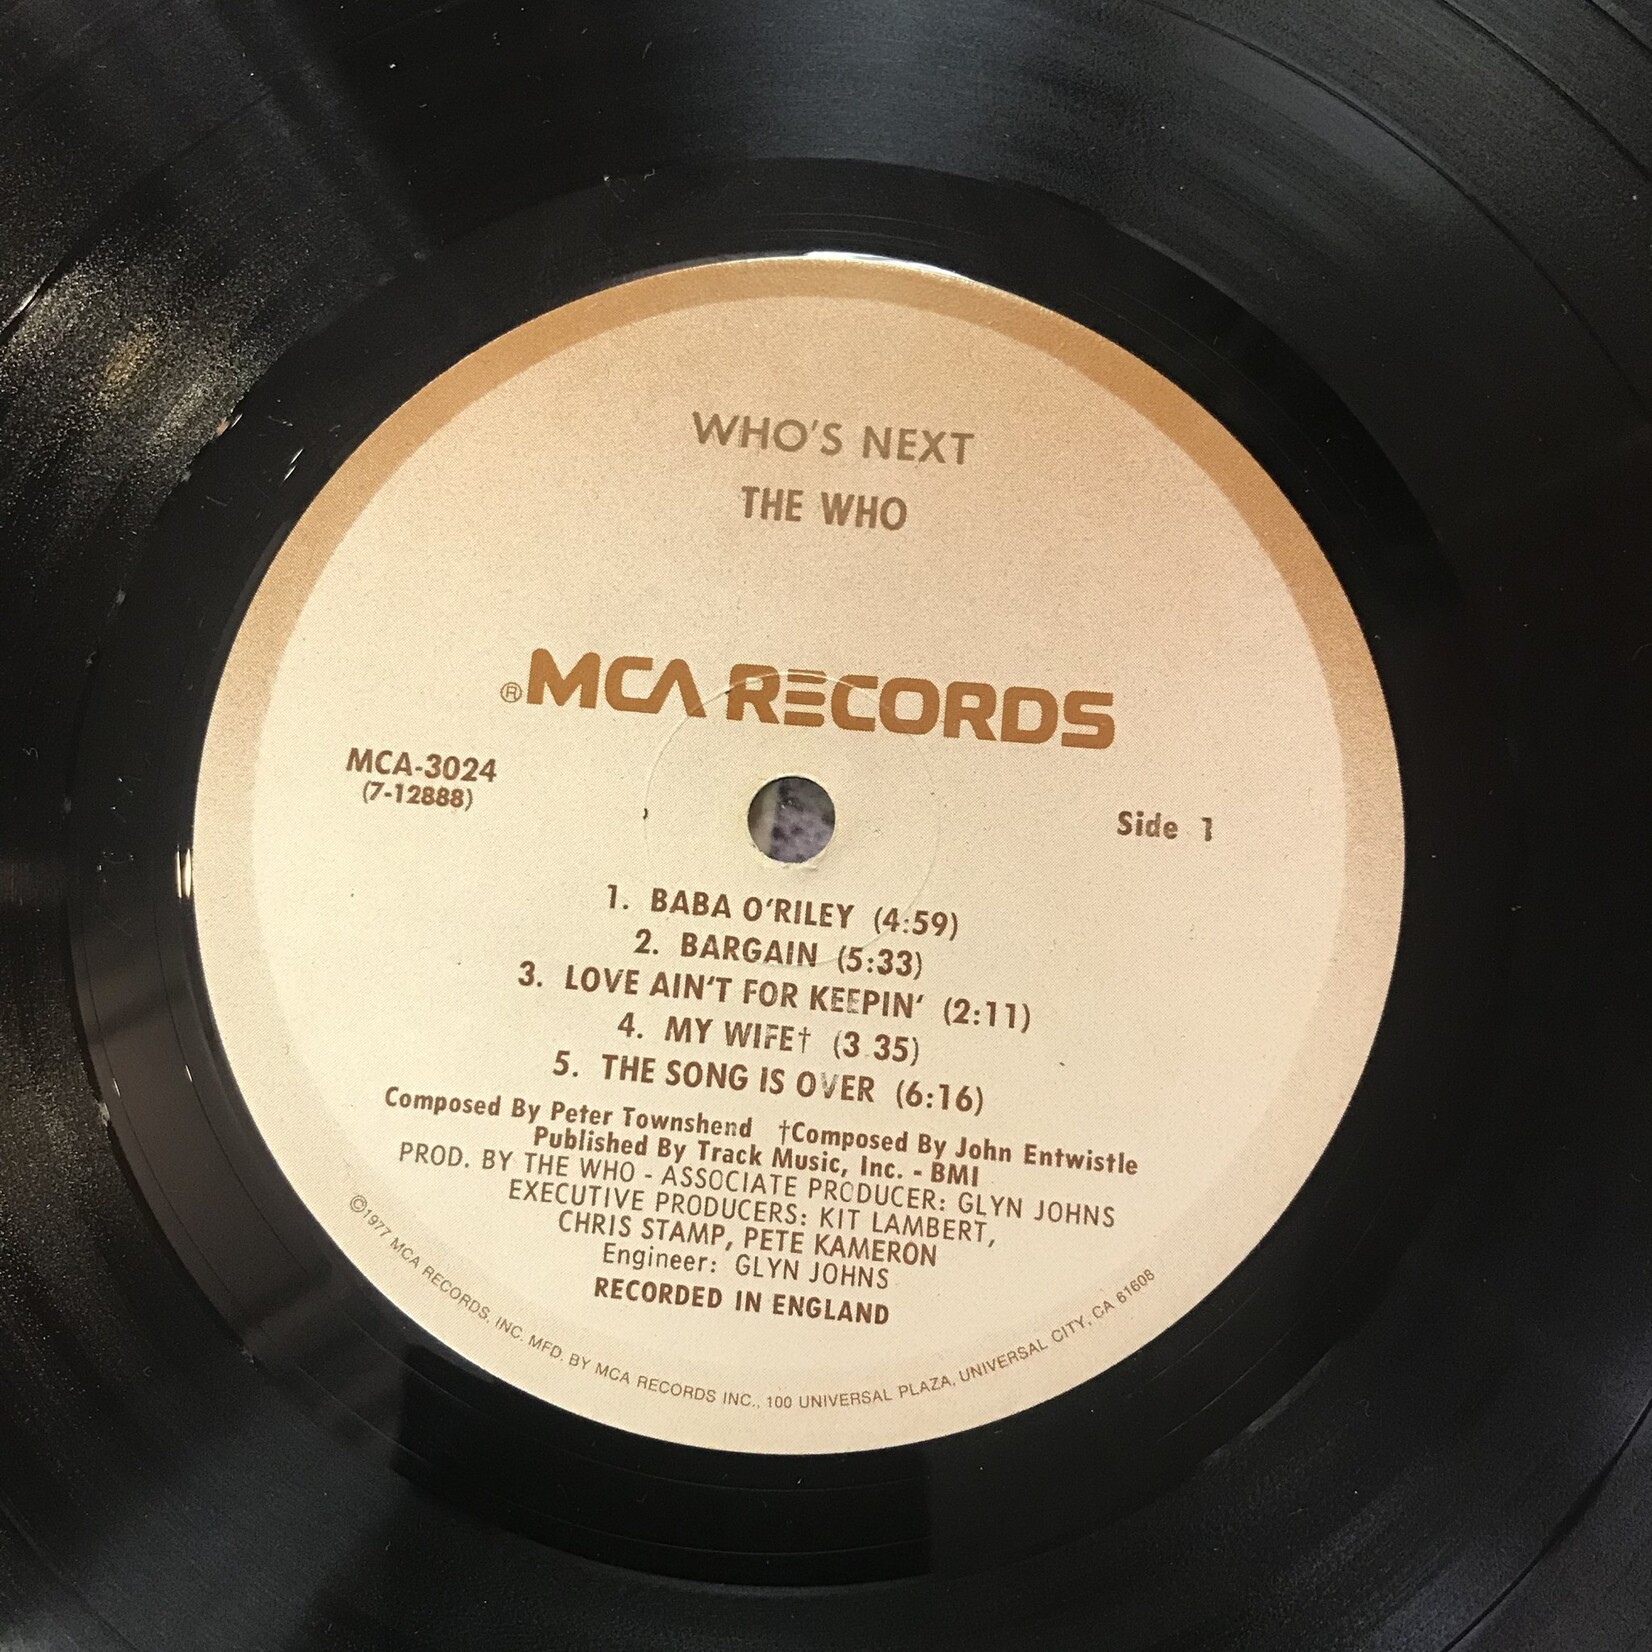 WHO'S NEXT
THE WHO
®MCA RECORDS
MCA-3024
(7-12888)
Side 1
1. BABA O'RILEY (4:59)
2. BARGAIN (5:33)
3. LOVE AIN'T FOR KEEPIN' (2:11)
4. MY WIFE† (3 35)
5. THE SONG IS OVER (6:16)
Composed By Peter Townshend †Composed By John Entwistle
Published By Track Music, Inc. - BMI
PROD. BY THE WHO - ASSOCIATE PRODUCER: GLYN JOHNS
EXECUTIVE PRODUCERS: KIT LAMBERT,
CHRIS STAMP, PETE KAMERON
Engineer: GLYN JOHNS
RECORDED IN ENGLAND
©1977 MCA RECORDS, INC. MFD. BY MCA RECORDS INC., 100 UNIVERSAL PLAZA, UNIVERSAL CITY, CA 81608